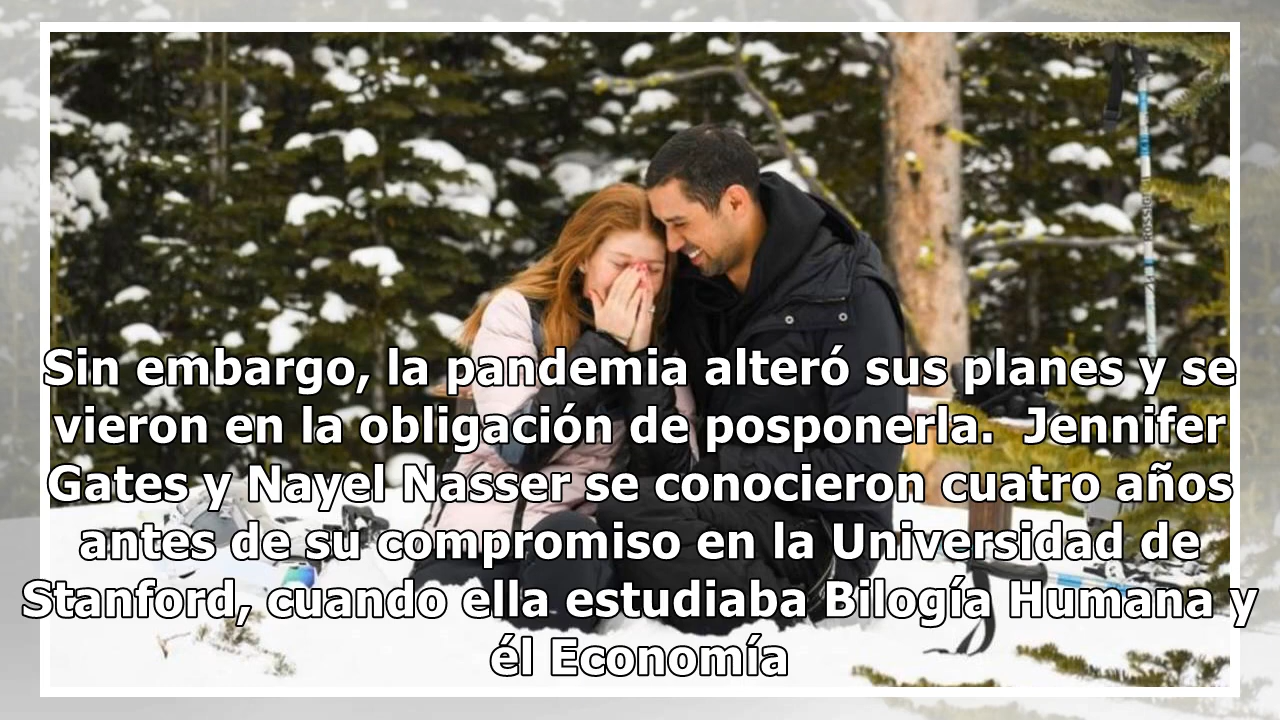 Sin embargo, la pandemia alteró sus planes y se
vieron en la obligación de posponerla.  Jennifer
Gates y Nayel Nasser se conocieron cuatro años
antes de su compromiso en la Universidad de
Stanford, cuando ella estudiaba Bilogía Humana y
él Economía